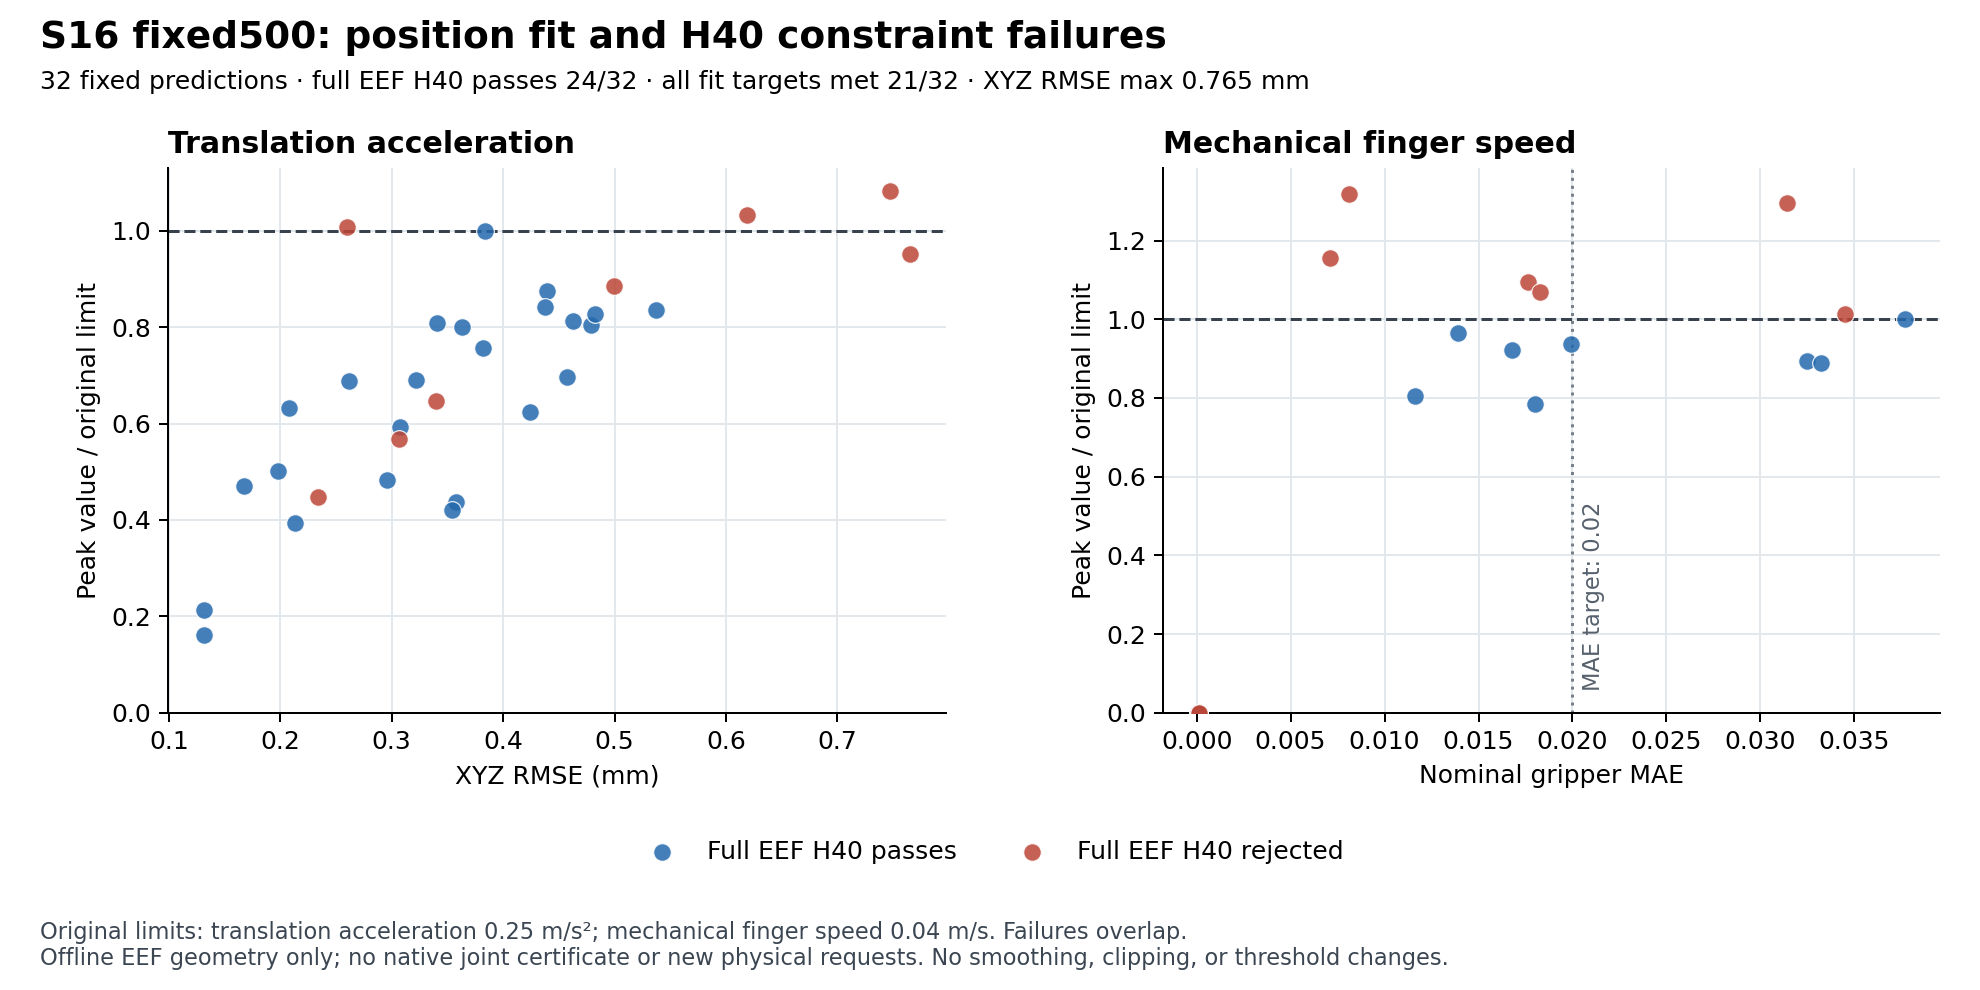 S16 fixed500: position fit and H40 constraint failures
32 fixed predictions · full EEF H40 passes 24/32 · all fit targets met 21/32 · XYZ RMSE max 0.765 mm
Translation acceleration
Peak value / original limit
1.0
0.8
0.6
0.4
0.2
0.0
0.1 0.2 0.3 0.4 0.5 0.6 0.7
XYZ RMSE (mm)
Mechanical finger speed
Peak value / original limit
1.2
1.0
0.8
0.6
0.4
0.2
0.0
MAE target: 0.02
0.000 0.005 0.010 0.015 0.020 0.025 0.030 0.035
Nominal gripper MAE
Full EEF H40 passes
Full EEF H40 rejected
Original limits: translation acceleration 0.25 m/s²; mechanical finger speed 0.04 m/s. Failures overlap.
Offline EEF geometry only; no native joint certificate or new physical requests. No smoothing, clipping, or threshold changes.